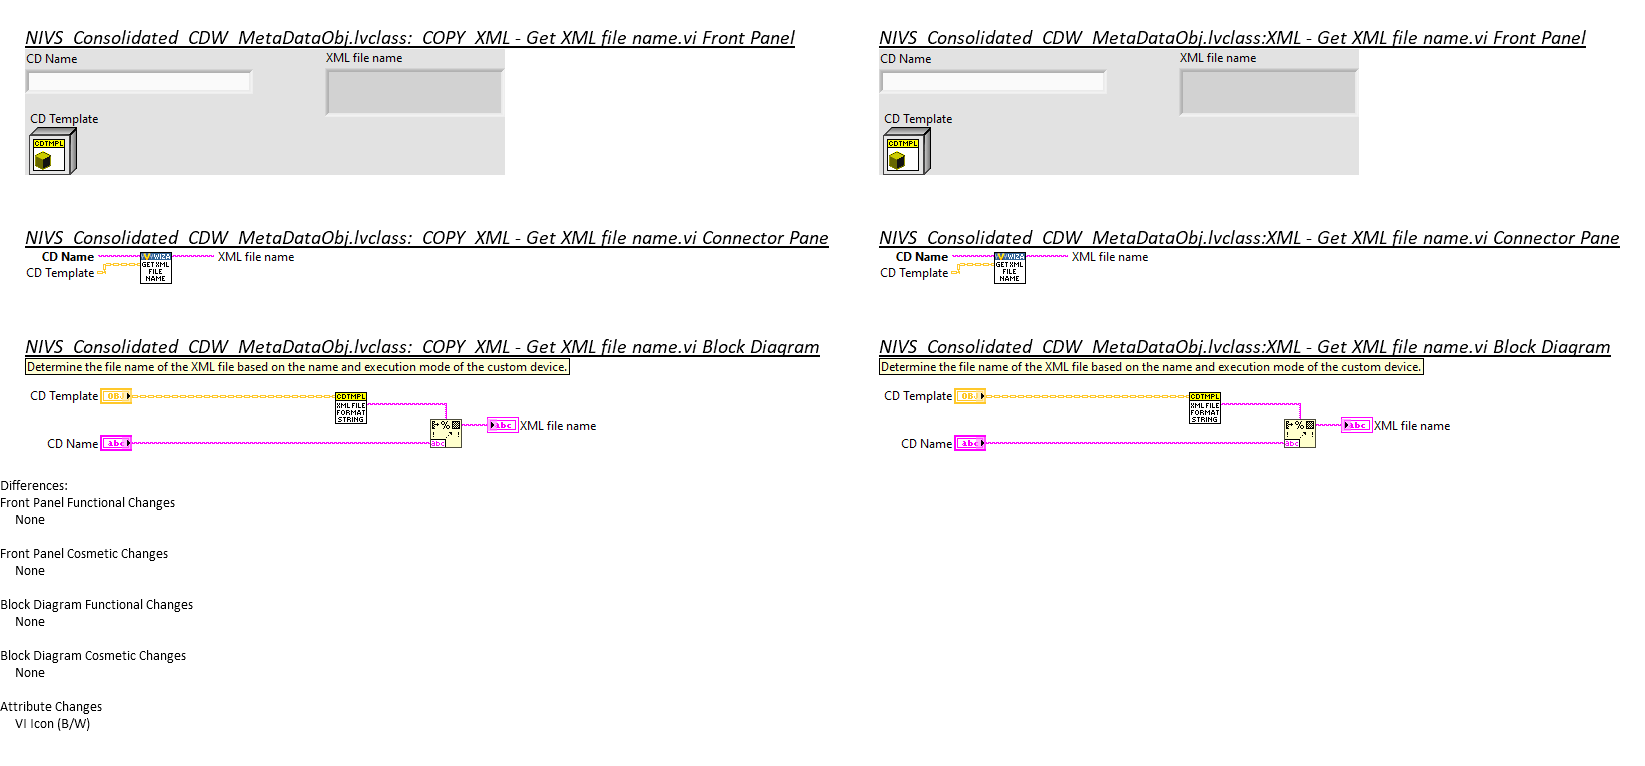 NIVS_Consolidated_CDW_MetaDataObj.lvclass:_COPY_XML - Get XML file name.vi Front Panel
CD Name
XML file name
CD Template
CDTMPL
NIVS_Consolidated_CDW_MetaDataObj.lvclass:XML - Get XML file name.vi Front Panel
CD Name
XML file name
CD Template
CDTMPL
NIVS_Consolidated_CDW_MetaDataObj.lvclass:_COPY_XML - Get XML file name.vi Connector Pane
CD Name
XML file name
CD Template
GET XML
FILE
NAME
NIVS_Consolidated_CDW_MetaDataObj.lvclass:XML - Get XML file name.vi Connector Pane
CD Name
XML file name
CD Template
GET XML
FILE
NAME
NIVS_Consolidated_CDW_MetaDataObj.lvclass:_COPY_XML - Get XML file name.vi Block Diagram
Determine the file name of the XML file based on the name and execution mode of the custom device.
CD Template
OBJ
CDTMPL
XML FILE
FORMAT
STRING
abc
XML file name
CD Name
abc
abc
NIVS_Consolidated_CDW_MetaDataObj.lvclass:XML - Get XML file name.vi Block Diagram
Determine the file name of the XML file based on the name and execution mode of the custom device.
CD Template
OBJ
CDTMPL
XML FILE
FORMAT
STRING
abc
XML file name
CD Name
abc
abc
Differences:
Front Panel Functional Changes
None
Front Panel Cosmetic Changes
None
Block Diagram Functional Changes
None
Block Diagram Cosmetic Changes
None
Attribute Changes
VI Icon (B/W)